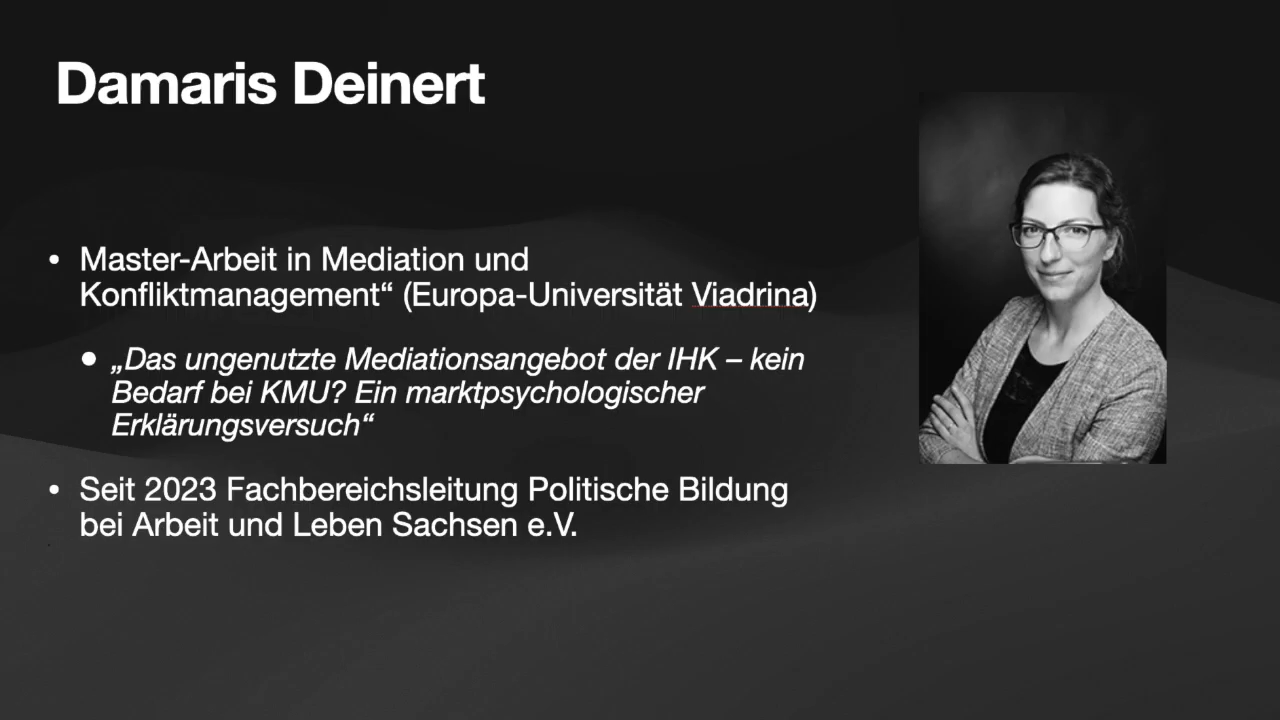 Damaris Deinert
• Master-Arbeit in Mediation und
Konfliktmanagement“ (Europa-Universität Viadrina)
• „Das ungenutzte Mediationsangebot der IHK – kein
Bedarf bei KMU? Ein marktpsychologischer
Erklärungsversuch“
• Seit 2023 Fachbereichsleitung Politische Bildung
bei Arbeit und Leben Sachsen e.V.